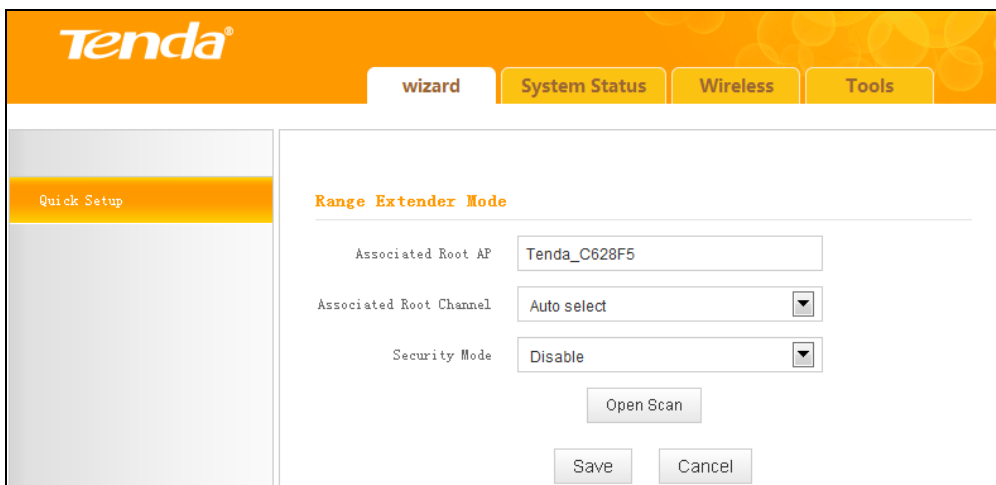 Tenda®
wizard System Status Wireless Tools
Quick Setup
Range Extender Mode
Associated Root AP Tenda_C628F5
Associated Root Channel Auto select
Security Mode Disable
Open Scan
Save Cancel